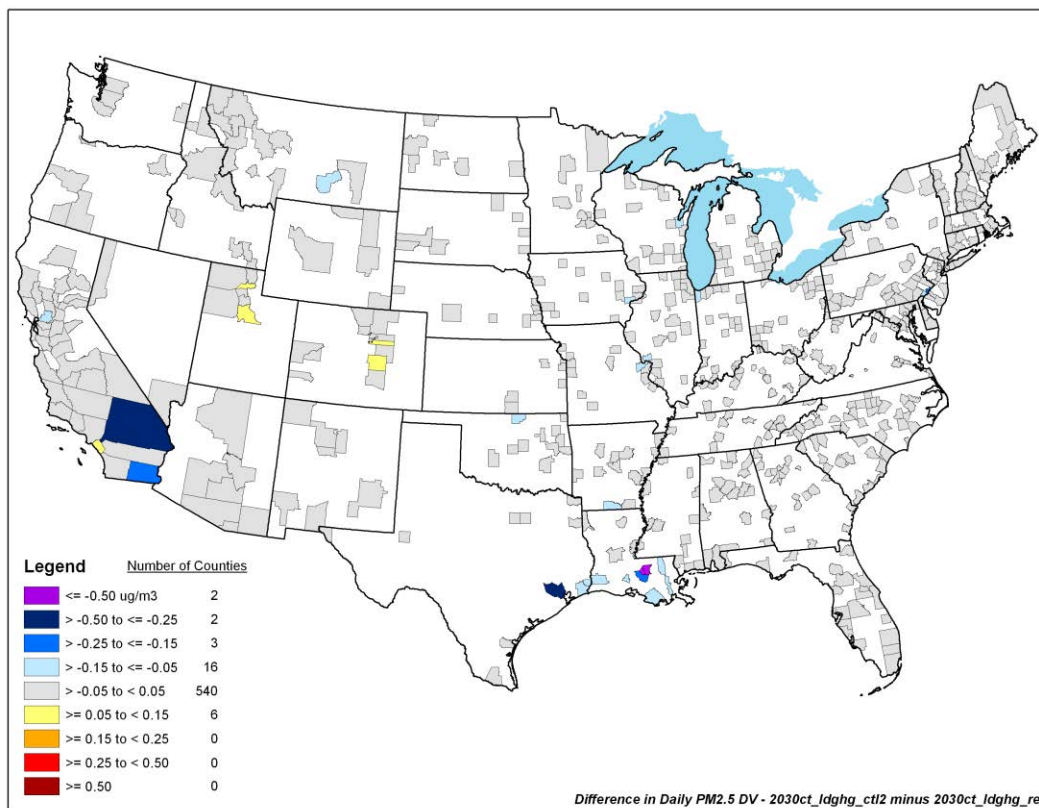 Legend Number of Counties
<= -0.50 ug/m3 2
> -0.50 to <= -0.25 2
> -0.25 to <= -0.15 3
> -0.15 to <= -0.05 16
> -0.05 to < 0.05 540
>= 0.05 to < 0.15 6
>= 0.15 to < 0.25 0
>= 0.25 to < 0.50 0
>= 0.50 0
Difference in Daily PM2.5 DV - 2030ct_ldghg_ctl2 minus 2030ct_ldghg_re